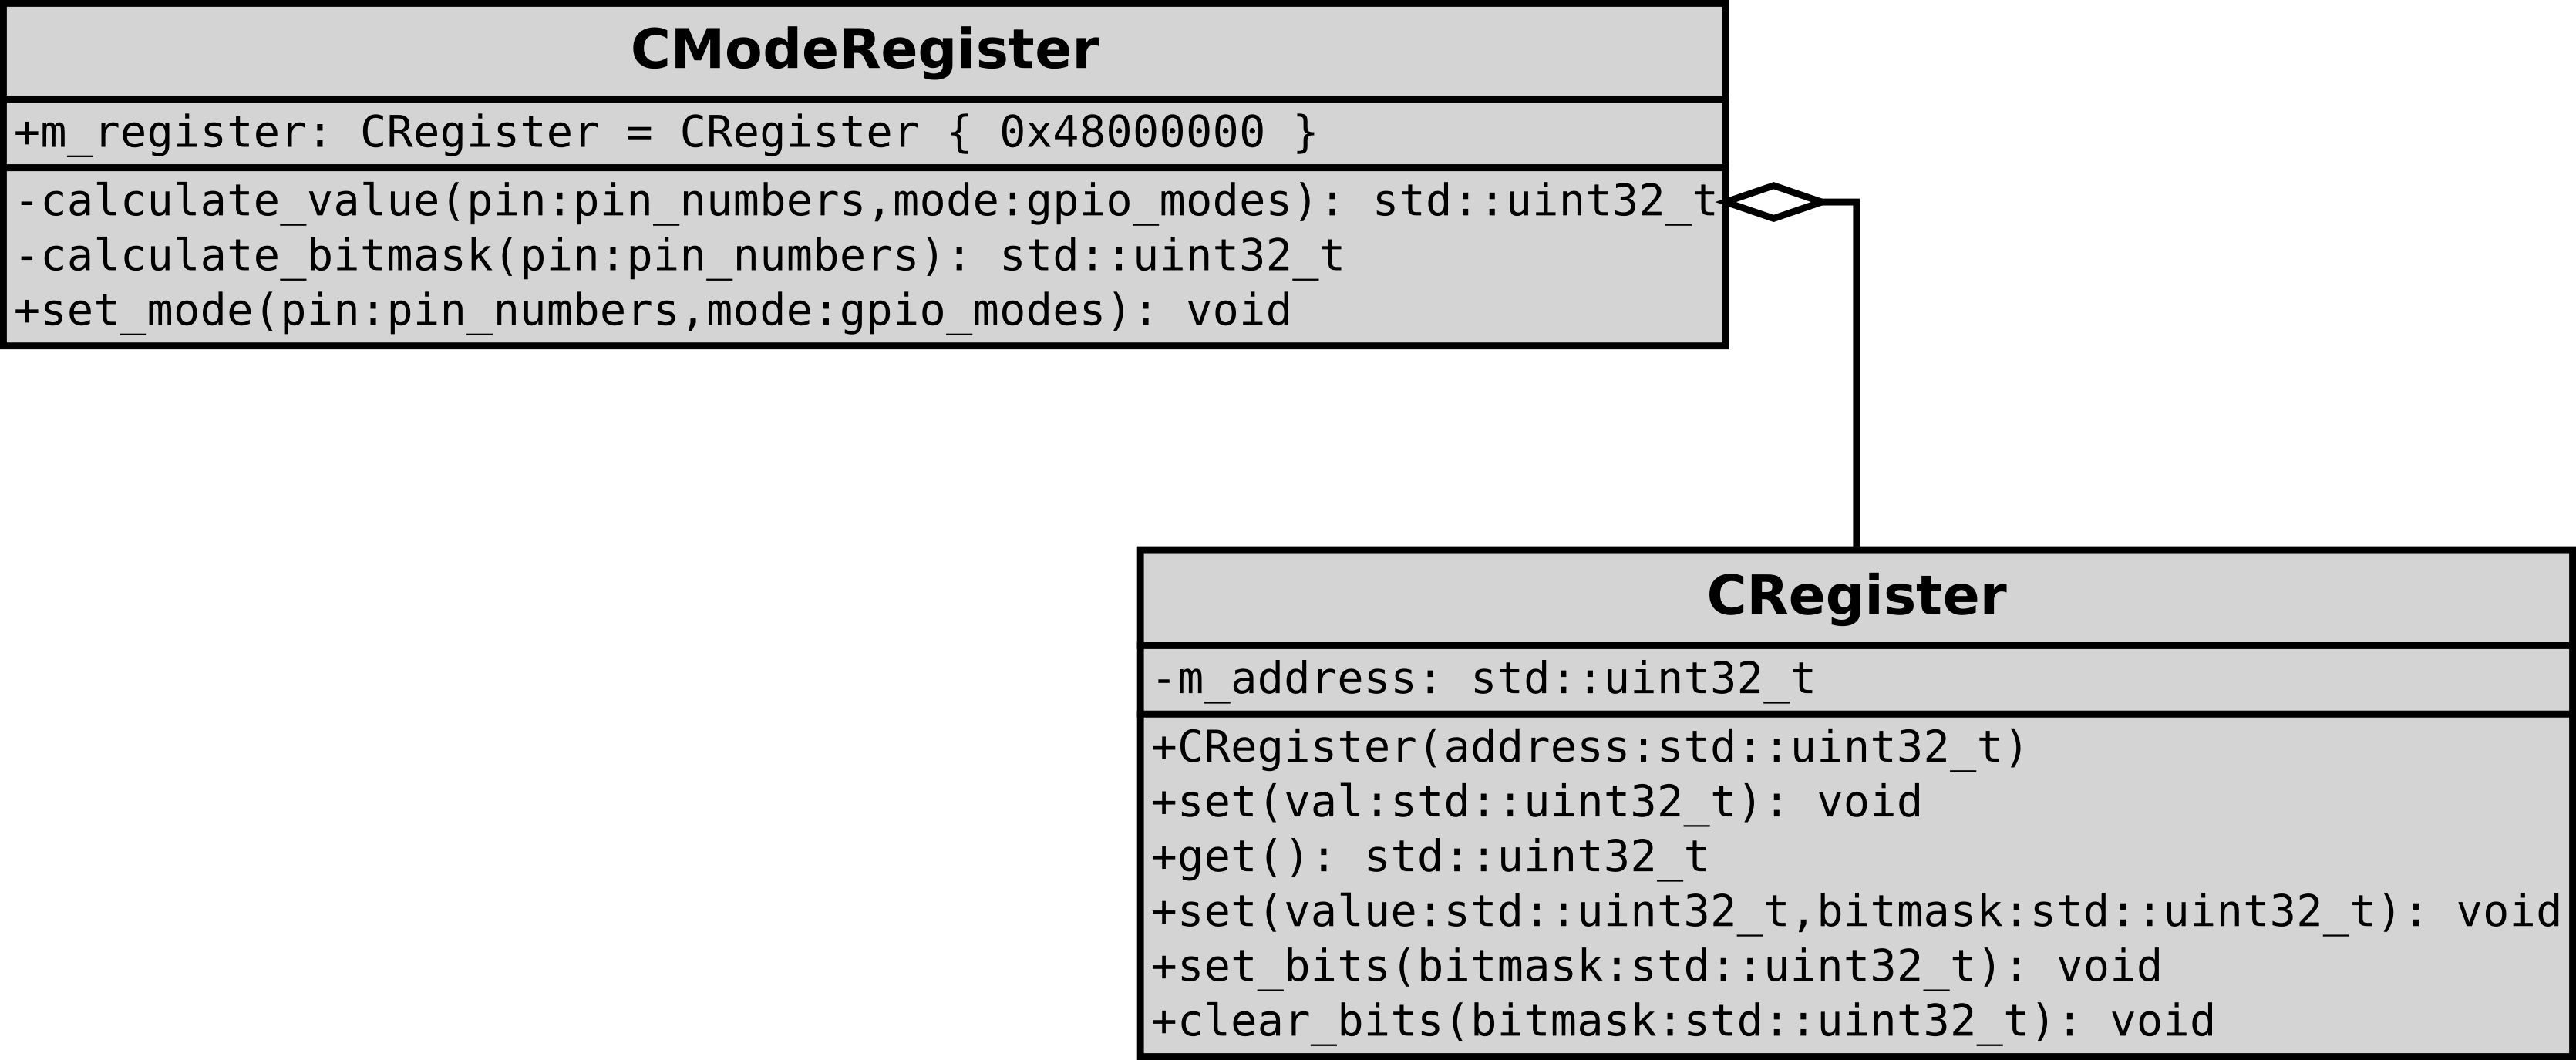 CModeRegister
+m_register: CRegister = CRegister { 0x48000000 }
-calculate_value(pin:pin_numbers,mode:gpio_modes): std::uint32_t
-calculate_bitmask(pin:pin_numbers): std::uint32_t
+set_mode(pin:pin_numbers,mode:gpio_modes): void
CRegister
-m_address: std::uint32_t
+CRegister(address:std::uint32_t)
+set(val:std::uint32_t): void
+get(): std::uint32_t
+set(value:std::uint32_t,bitmask:std::uint32_t): void
+set_bits(bitmask:std::uint32_t): void
+clear_bits(bitmask:std::uint32_t): void